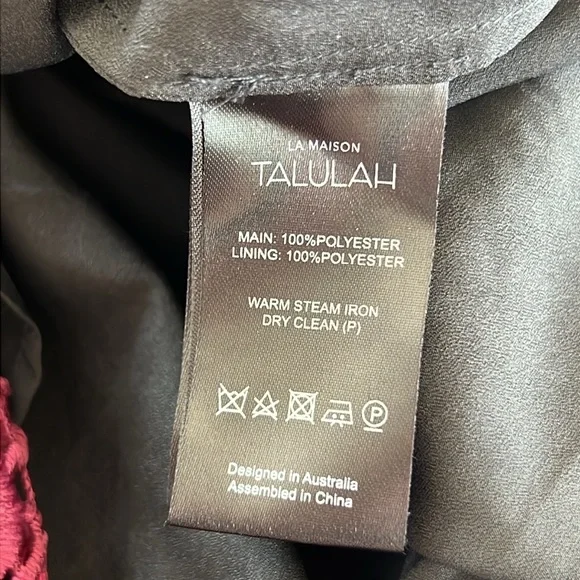 LA MAISON
TALULAH
MAIN: 100%POLYESTER
LINING: 100%POLYESTER
WARM STEAM IRON
DRY CLEAN (P)
P
Designed in Australia
Assembled in China